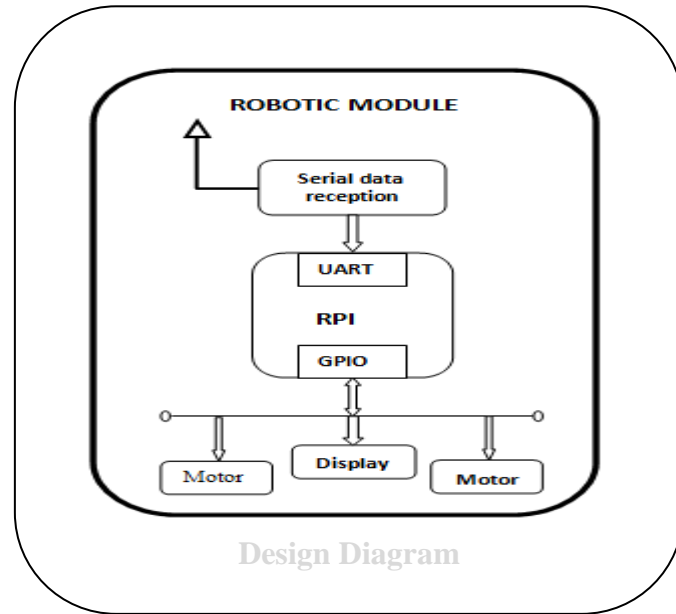 ROBOTIC MODULE
Serial data
reception
UART
RPI
GPIO
Motor
Display
Motor
Design Diagram